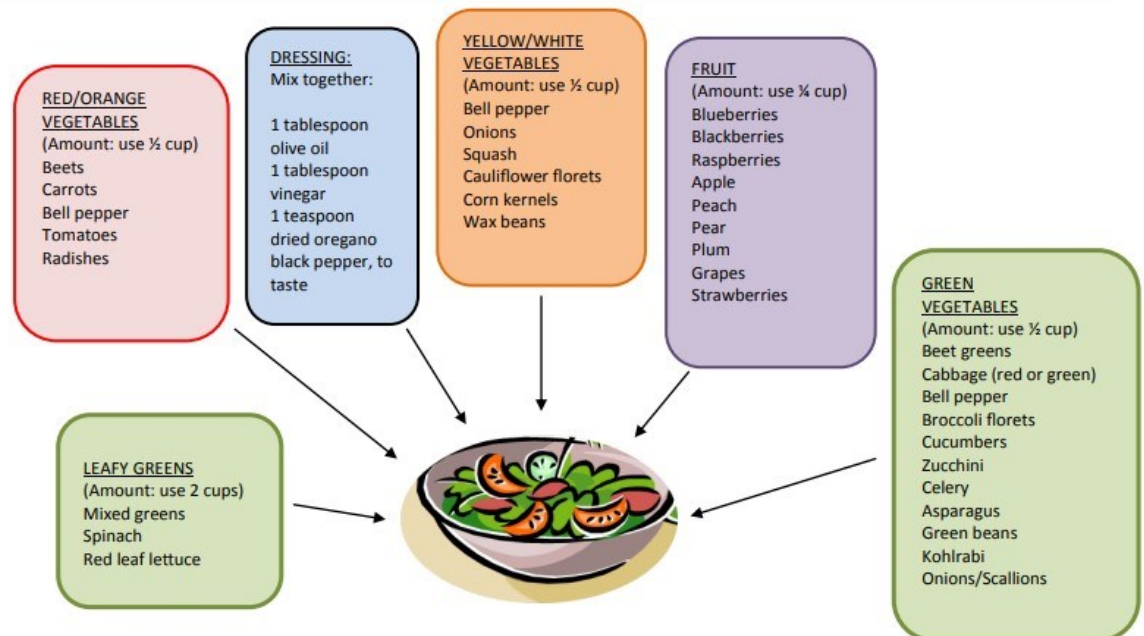 RED/ORANGE
VEGETABLES
(Amount: use ½ cup)
Beets
Carrots
Bell pepper
Tomatoes
Radishes
DRESSING:
Mix together:
1 tablespoon
olive oil
1 tablespoon
vinegar
1 teaspoon
dried oregano
black pepper, to
taste
YELLOW/WHITE
VEGETABLES
(Amount: use ½ cup)
Bell pepper
Onions
Squash
Cauliflower florets
Corn kernels
Wax beans
FRUIT
(Amount: use ¼ cup)
Blueberries
Blackberries
Raspberries
Apple
Peach
Pear
Plum
Grapes
Strawberries
GREEN
VEGETABLES
(Amount: use ½ cup)
Beet greens
Cabbage (red or green)
Bell pepper
Broccoli florets
Cucumbers
Zucchini
Celery
Asparagus
Green beans
Kohlrabi
Onions/Scallions
LEAFY GREENS
(Amount: use 2 cups)
Mixed greens
Spinach
Red leaf lettuce